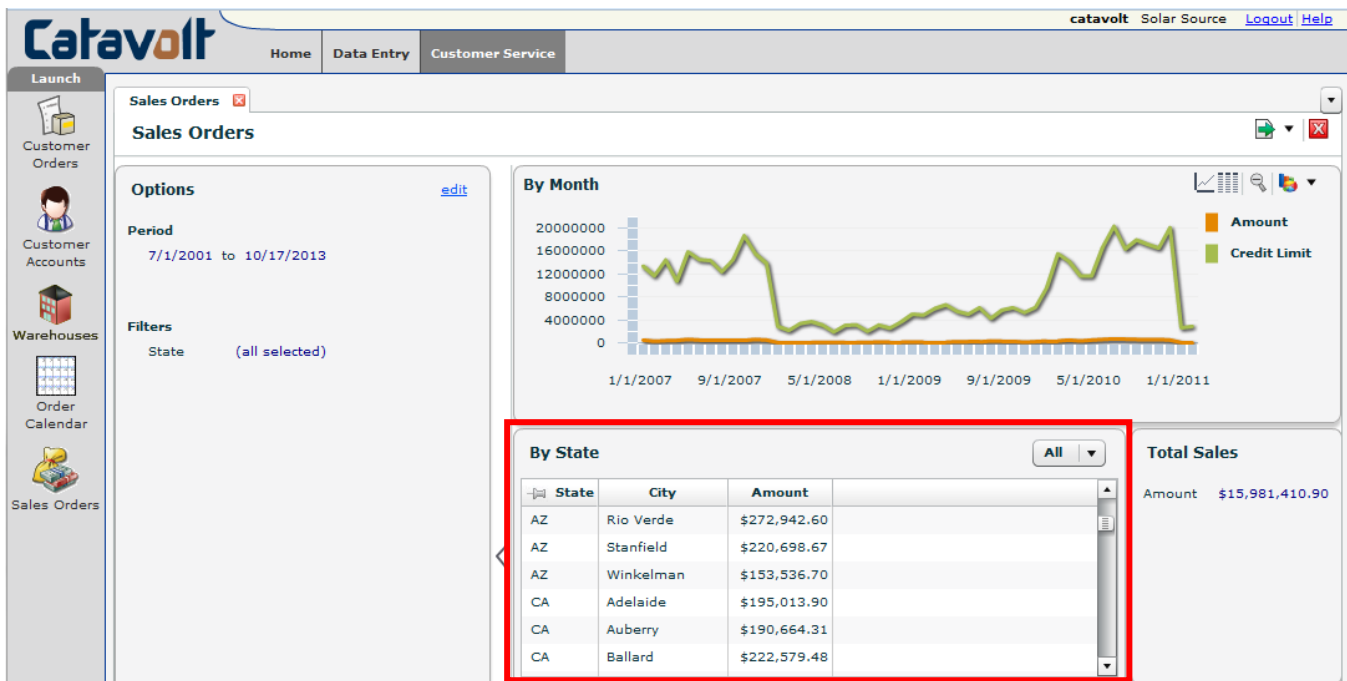 Catavolt
catavolt Solar Source Logout Help
Home Data Entry Customer Service
Launch
Customer
Orders
Customer
Accounts
Warehouses
Order
Calendar
Sales Orders
Sales Orders
Sales Orders
Options edit
Period
7/1/2001 to 10/17/2013
Filters
State (all selected)
By Month
20000000
16000000
12000000
8000000
4000000
0
1/1/2007 9/1/2007 5/1/2008 1/1/2009 9/1/2009 5/1/2010 1/1/2011
Amount
Credit Limit
By State All
State City Amount
AZ Rio Verde $272,942.60
AZ Stanfield $220,698.67
AZ Winkelman $153,536.70
CA Adelaide $195,013.90
CA Auberry $190,664.31
CA Ballard $222,579.48
Total Sales
Amount $15,981,410.90